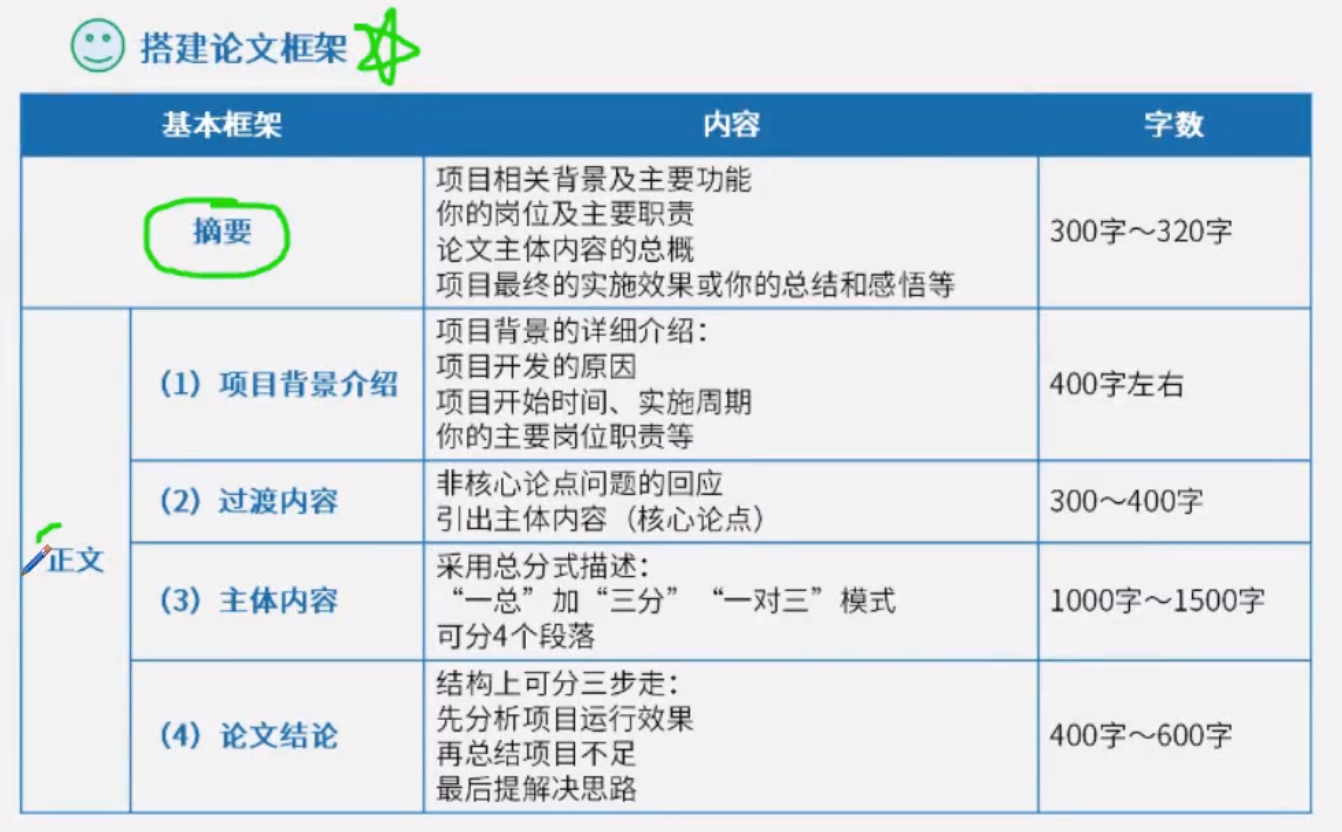 搭建论文框架
基本框架 内容 字数
摘要
项目相关背景及主要功能
你的岗位及主要职责
论文主体内容的总概
项目最终的实施效果或你的总结和感悟等
300字～320字
正文
（1）项目背景介绍
项目背景的详细介绍：
项目开发的原因
项目开始时间、实施周期
你的主要岗位职责等
400字左右
（2）过渡内容
非核心论点问题的回应
引出主体内容（核心论点）
300～400字
（3）主体内容
采用总分式描述：
“一总”加“三分”“一对三”模式
可分4个段落
1000字～1500字
（4）论文结论
结构上可分三步走：
先分析项目运行效果
再总结项目不足
最后提解决思路
400字～600字